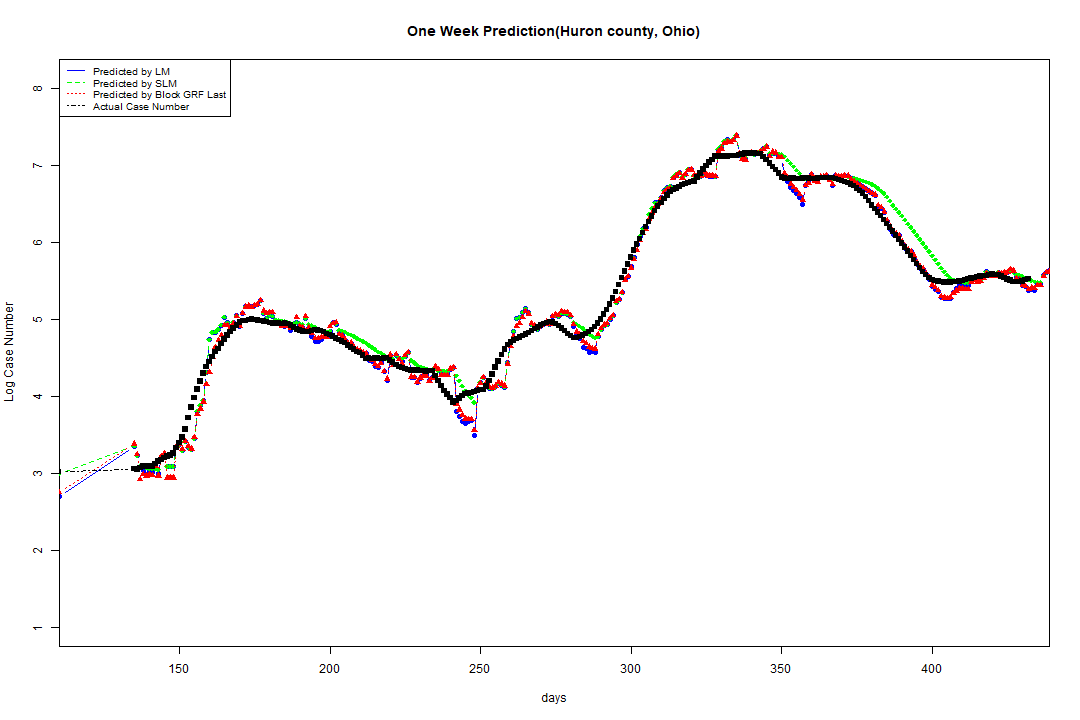 One Week Prediction(Huron county, Ohio)
Predicted by LM
Predicted by SLM
Predicted by Block GRF Last
Actual Case Number
8
7
6
5
4
3
2
1
Log Case Number
150 200 250 300 350 400
days